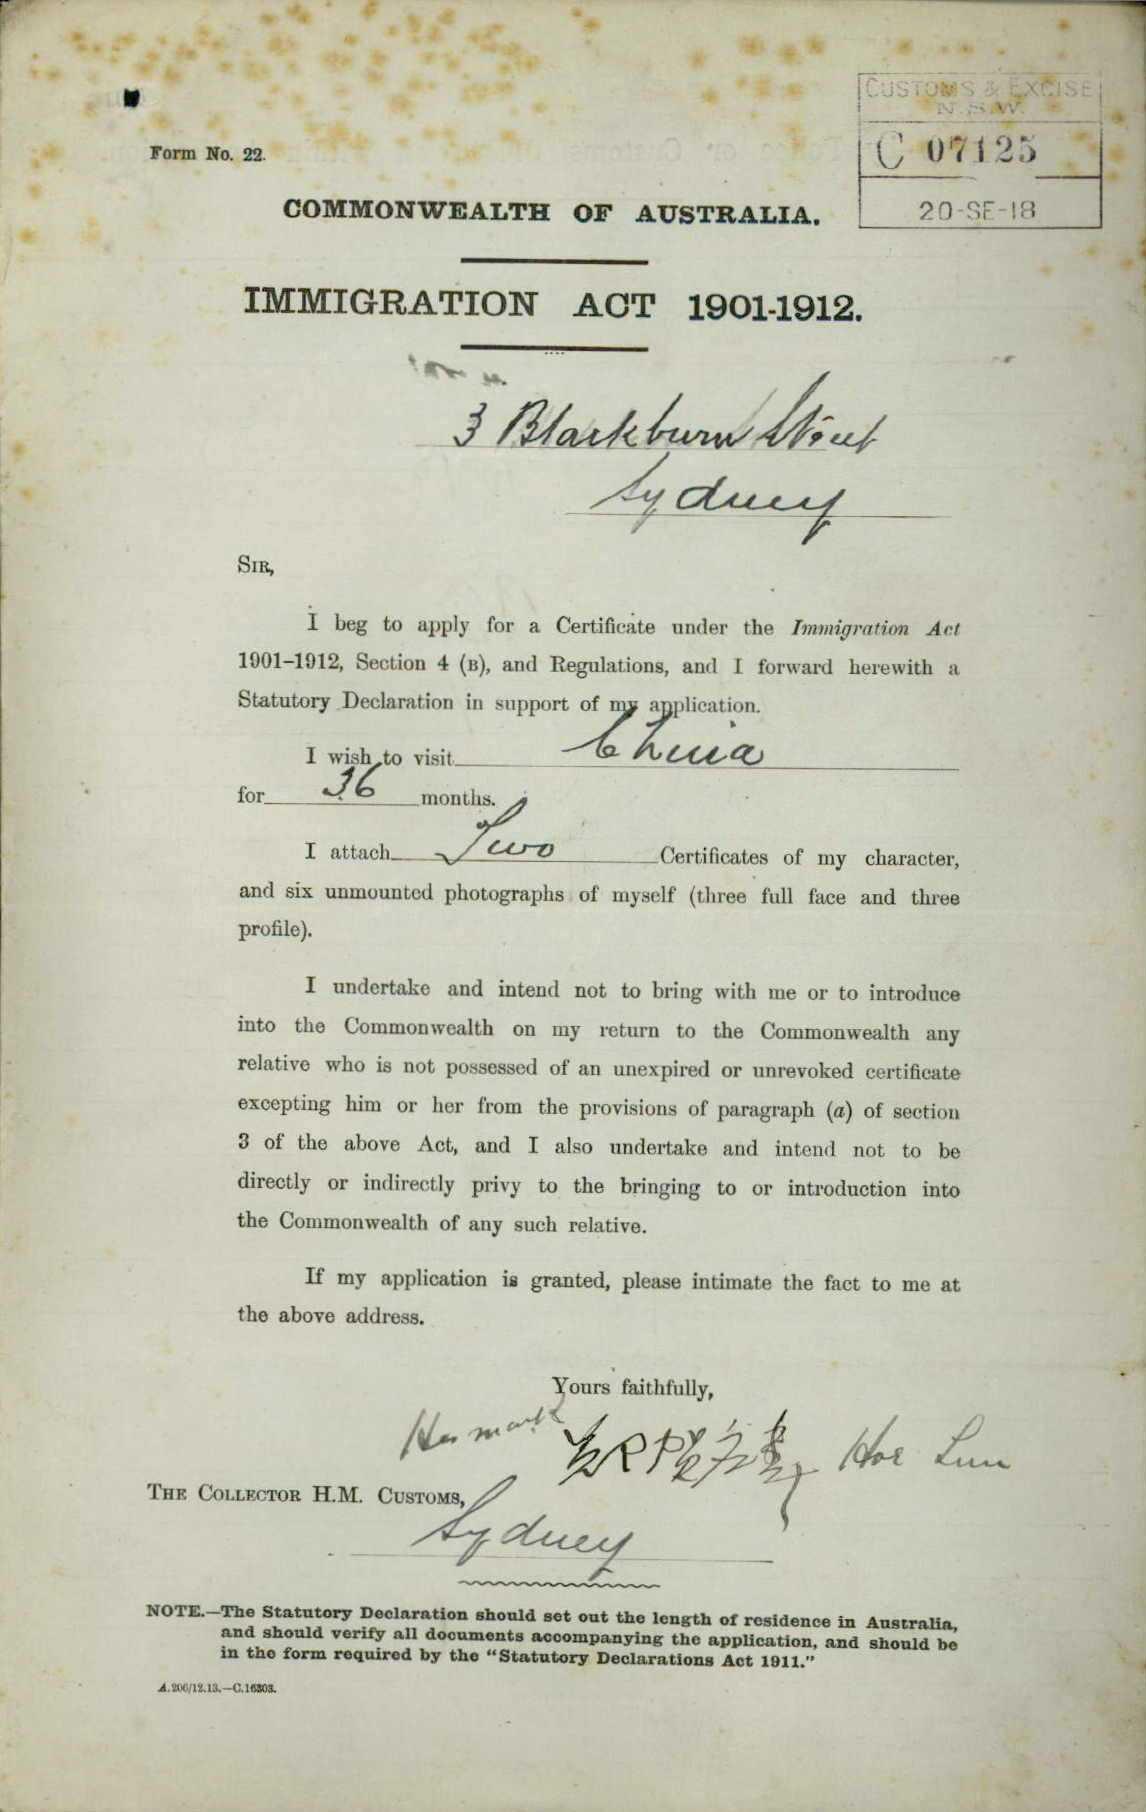 CUSTOMS & EXCISE
N.S.W.
C 07125
20-SE-18
Form No. 22.
COMMONWEALTH OF AUSTRALIA.
IMMIGRATION ACT 1901-1912.
3 Blackburn Street
Sydney
SIR,
I beg to apply for a Certificate under the Immigration Act
1901-1912, Section 4 (B), and Regulations, and I forward herewith a
Statutory Declaration in support of my application.
I wish to visit China
for 36 months.
I attach Two Certificates of my character,
and six unmounted photographs of myself (three full face and three
profile).
I undertake and intend not to bring with me or to introduce
into the Commonwealth on my return to the Commonwealth any
relative who is not possessed of an unexpired or unrevoked certificate
excepting him or her from the provisions of paragraph (a) of section
3 of the above Act, and I also undertake and intend not to be
directly or indirectly privy to the bringing to or introduction into
the Commonwealth of any such relative.
If my application is granted, please intimate the fact to me at
the above address.
Yours faithfully,
His mark Hoe Lun
THE COLLECTOR H.M. CUSTOMS,
Sydney
NOTE.—The Statutory Declaration should set out the length of residence in Australia,
and should verify all documents accompanying the application, and should be
in the form required by the "Statutory Declarations Act 1911."
A.206/12.13.—C.16303.